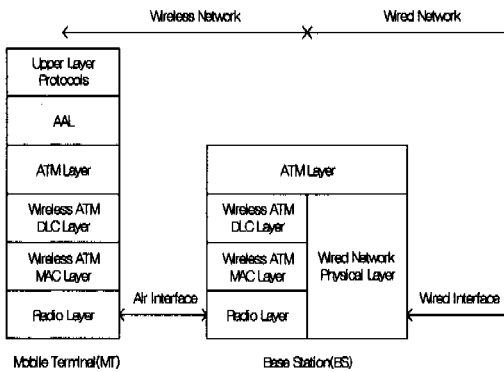 Wireless Network
Wired Network
Upper Layer
Protocols
AAL
ATM Layer
Wireless ATM
DLC Layer
Wireless ATM
MAC Layer
Radio Layer
Air Interface
ATM Layer
Wireless ATM
DLC Layer
Wireless ATM
MAC Layer
Radio Layer
Wired Network
Physical Layer
Wired Interface
Mobile Terminal(MT)
Base Station(BS)